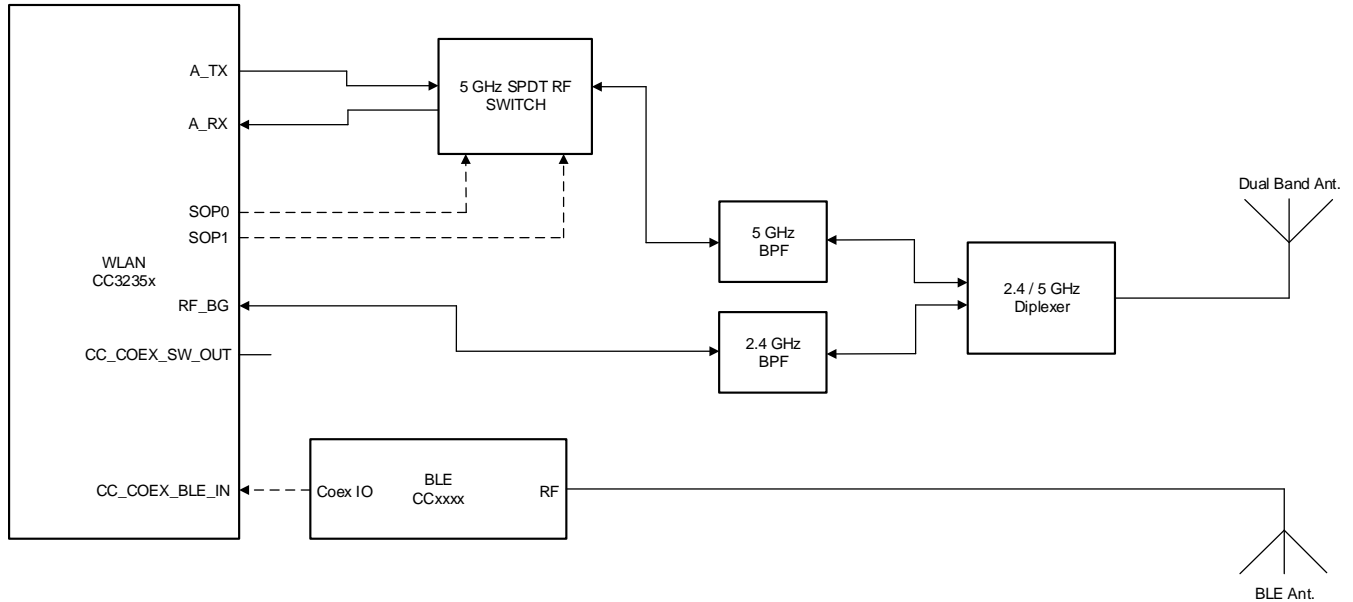 A_TX
A_RX
SOP0
SOP1
WLAN
CC3235x
RF_BG
CC_COEX_SW_OUT
CC_COEX_BLE_IN
5 GHz SPDT RF
SWITCH
5 GHz
BPF
2.4 GHz
BPF
2.4 / 5 GHz
Diplexer
Dual Band Ant.
Coex IO
BLE
CCxxxx
RF
BLE Ant.